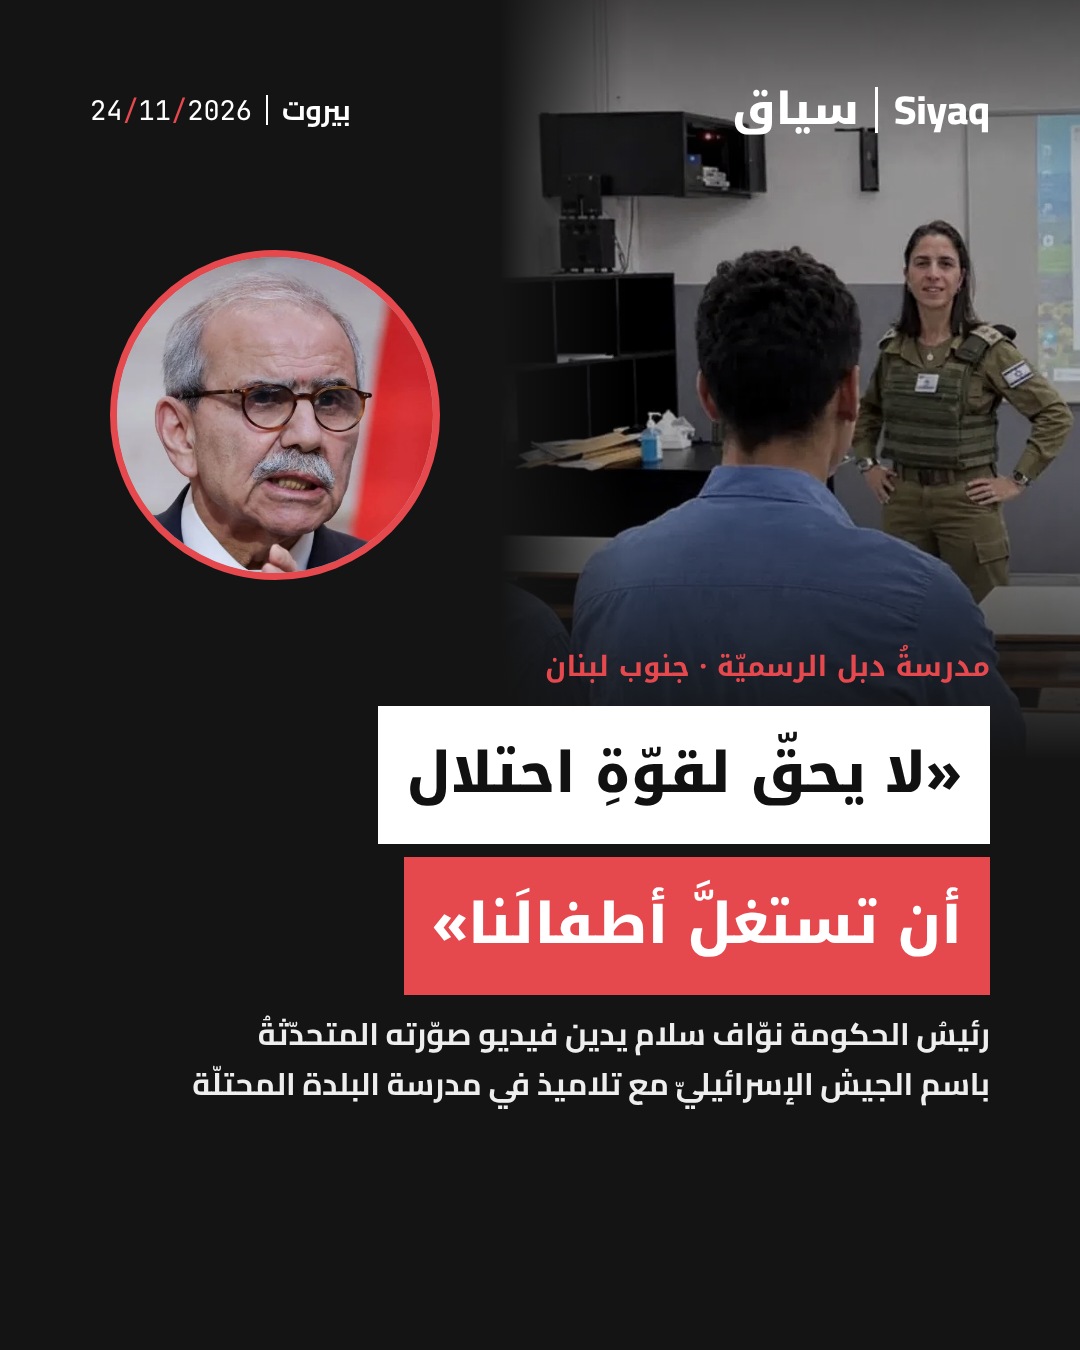 Siyaq | سياق
بيروت | 24/11/2026
مدرسةُ دبل الرسميّة · جنوب لبنان
«لا يحقّ لقوّةِ احتلال
أن تستغلَّ أطفالَنا»
رئيسُ الحكومة نوّاف سلام يدين فيديو صوّرته المتحدّثةُ
باسم الجيش الإسرائيليّ مع تلاميذ في مدرسة البلدة المحتلّة